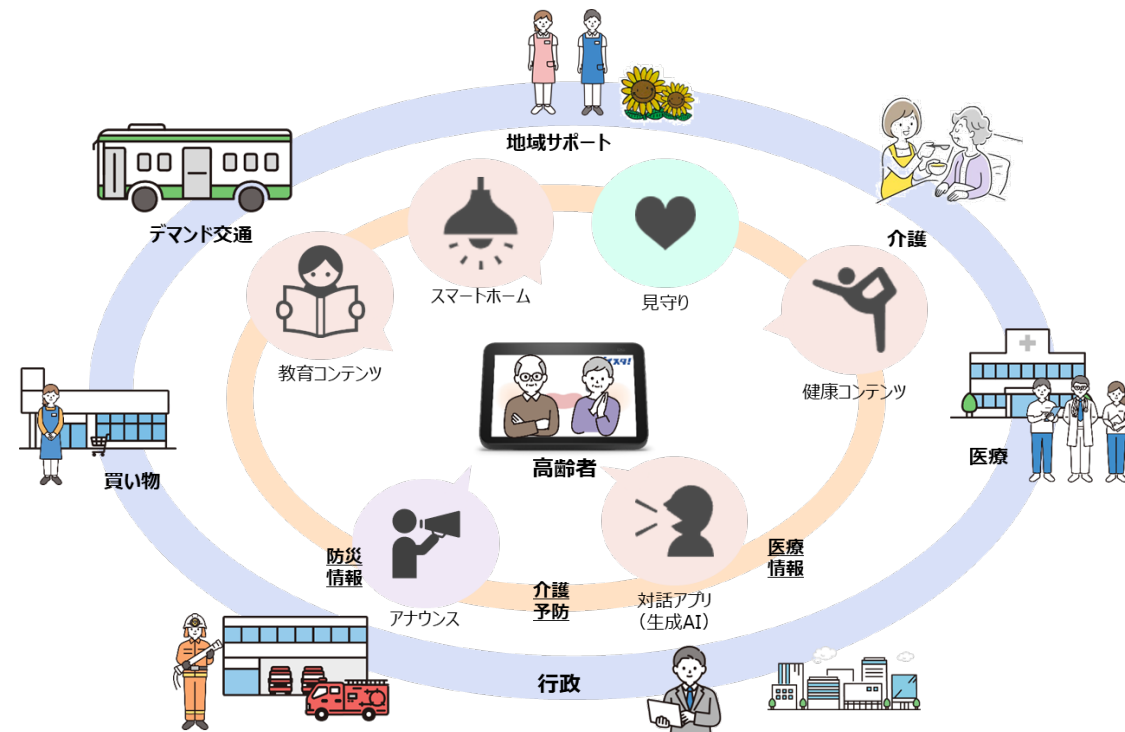 地域サポート
デマンド交通
介護
スマートホーム
見守り
教育コンテンツ
健康コンテンツ
高齢者
医療
買い物
防災
情報
介護
予防
医療
情報
アナウンス
対話アプリ
（生成AI）
行政